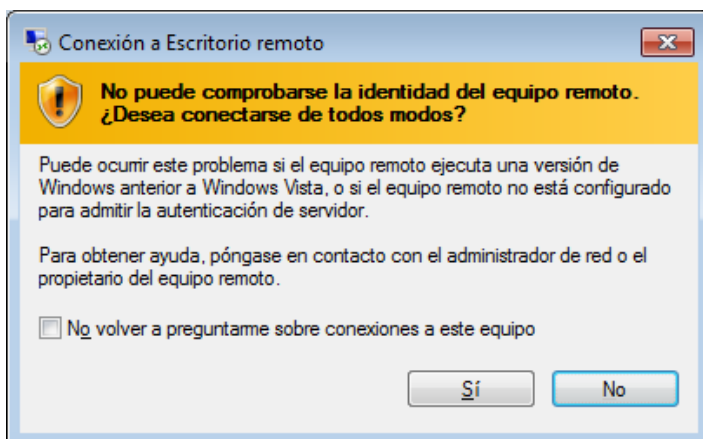 Conexión a Escritorio remoto
No puede comprobarse la identidad del equipo remoto.
¿Desea conectarse de todos modos?
Puede ocurrir este problema si el equipo remoto ejecuta una versión de
Windows anterior a Windows Vista, o si el equipo remoto no está configurado
para admitir la autenticación de servidor.
Para obtener ayuda, póngase en contacto con el administrador de red o el
propietario del equipo remoto.
No volver a preguntarme sobre conexiones a este equipo
Sí
No